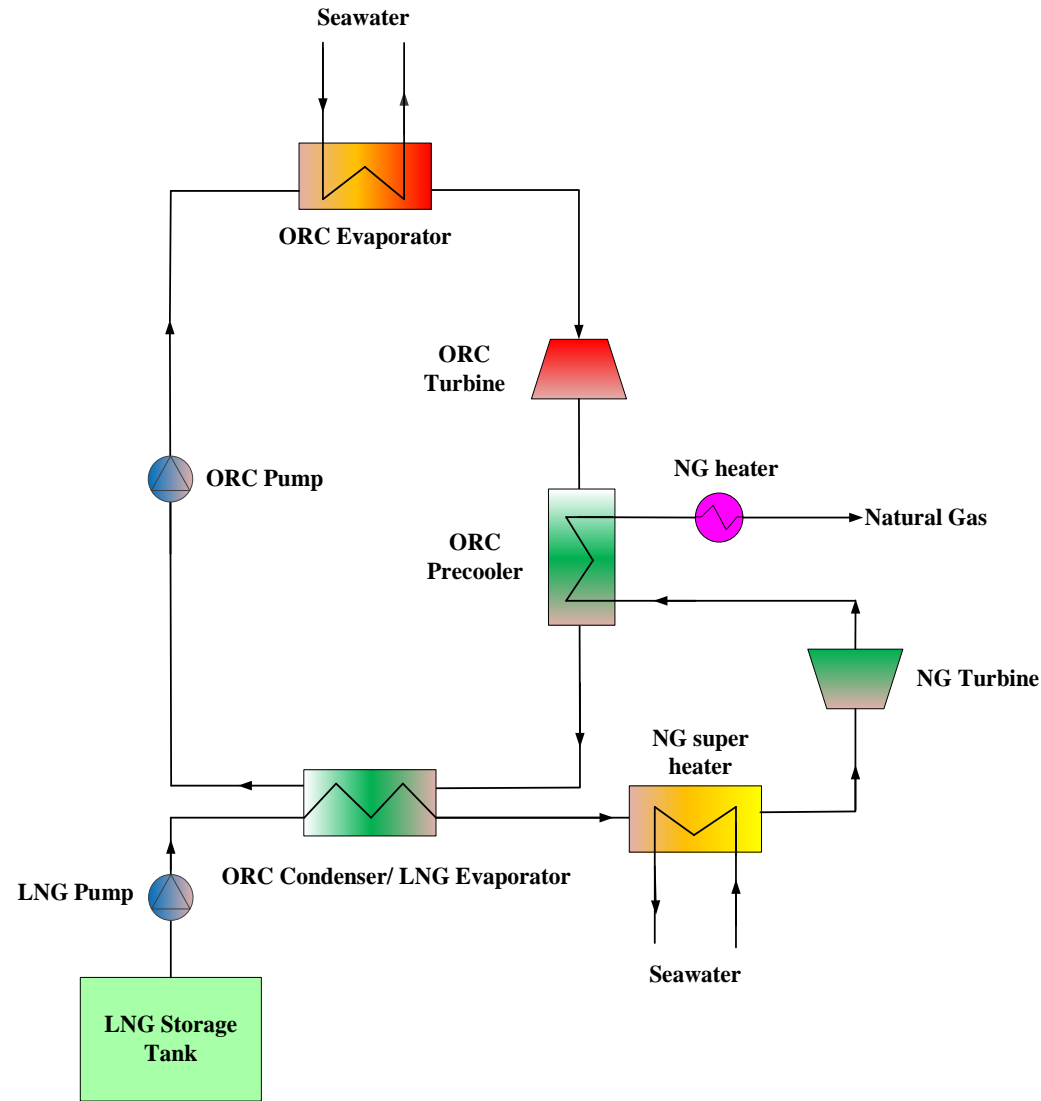 Seawater
ORC Evaporator
ORC
Turbine
ORC Pump
NG heater
Natural Gas
ORC
Precooler
NG Turbine
NG super
heater
ORC Condenser/ LNG Evaporator
LNG Pump
Seawater
LNG Storage
Tank